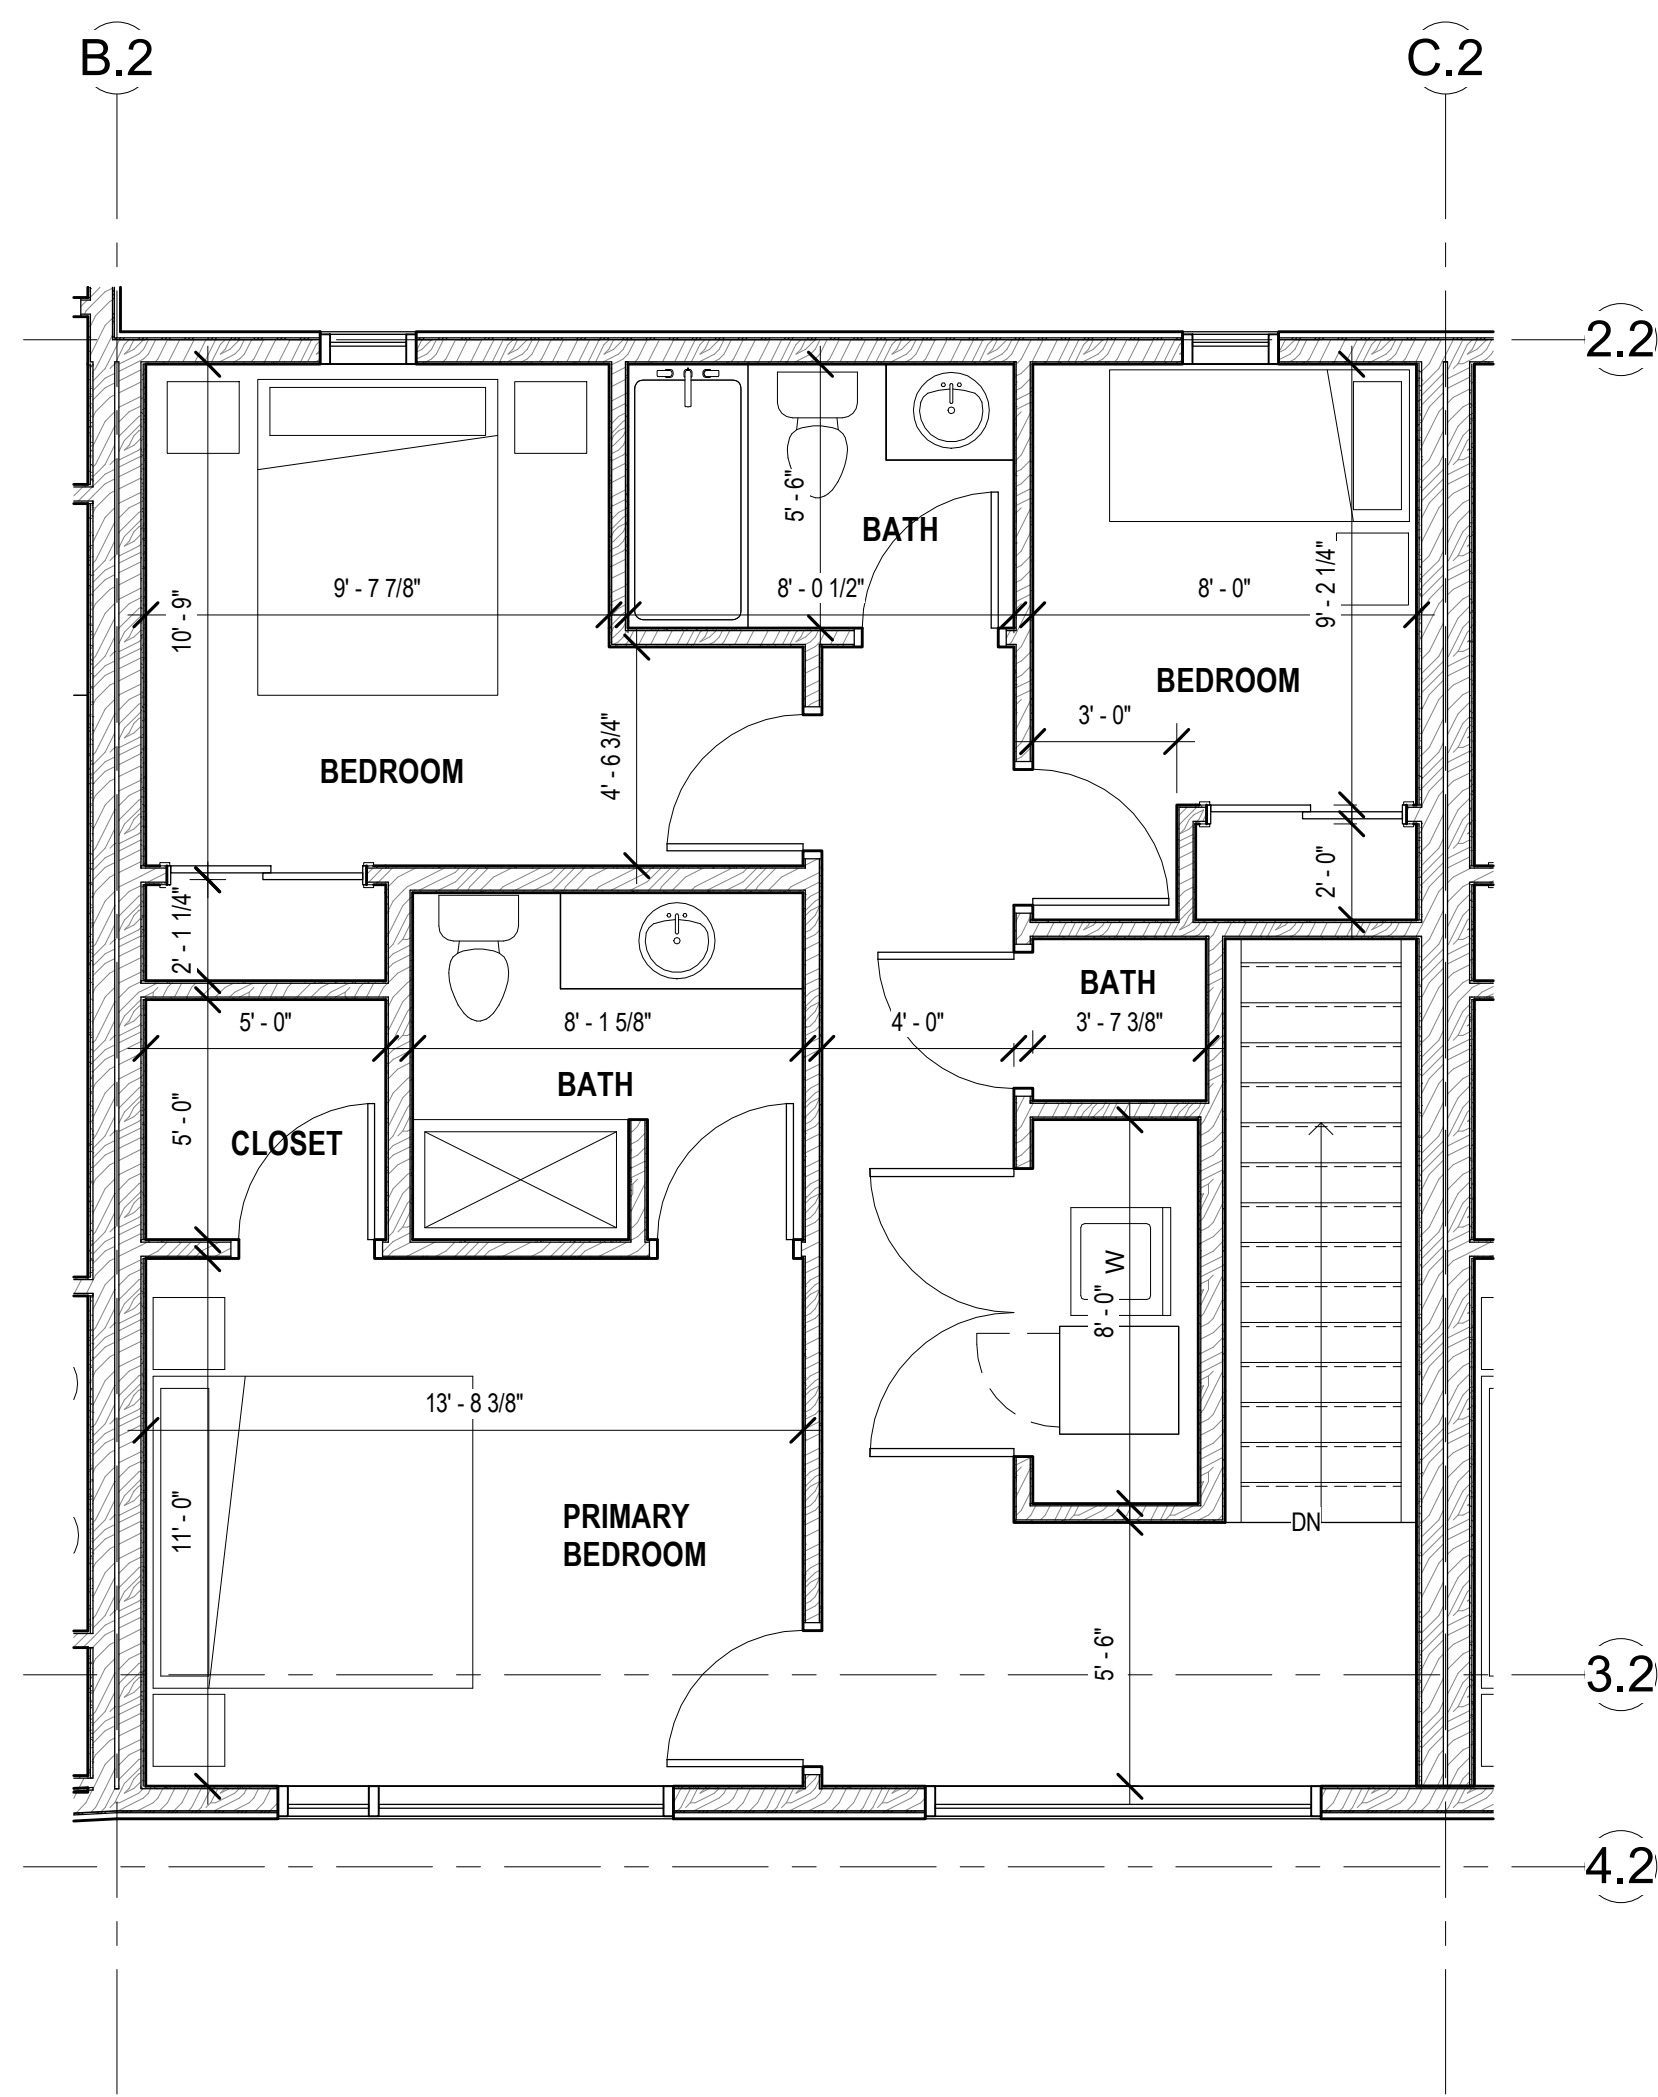 B.2
C.2
2.2
5' - 6"
BATH
9' - 7 7/8"
8' - 0 1/2"
8' - 0"
9' - 2 1/4"
10' - 9"
BEDROOM
3' - 0"
4' - 6 3/4"
BEDROOM
2' - 0"
2' - 1 1/4"
BATH
5' - 0"
8' - 1 5/8"
4' - 0"
3' - 7 3/8"
BATH
5' - 0"
CLOSET
W
8' - 0"
13' - 8 3/8"
11' - 0"
PRIMARY
BEDROOM
DN
5' - 6"
3.2
4.2